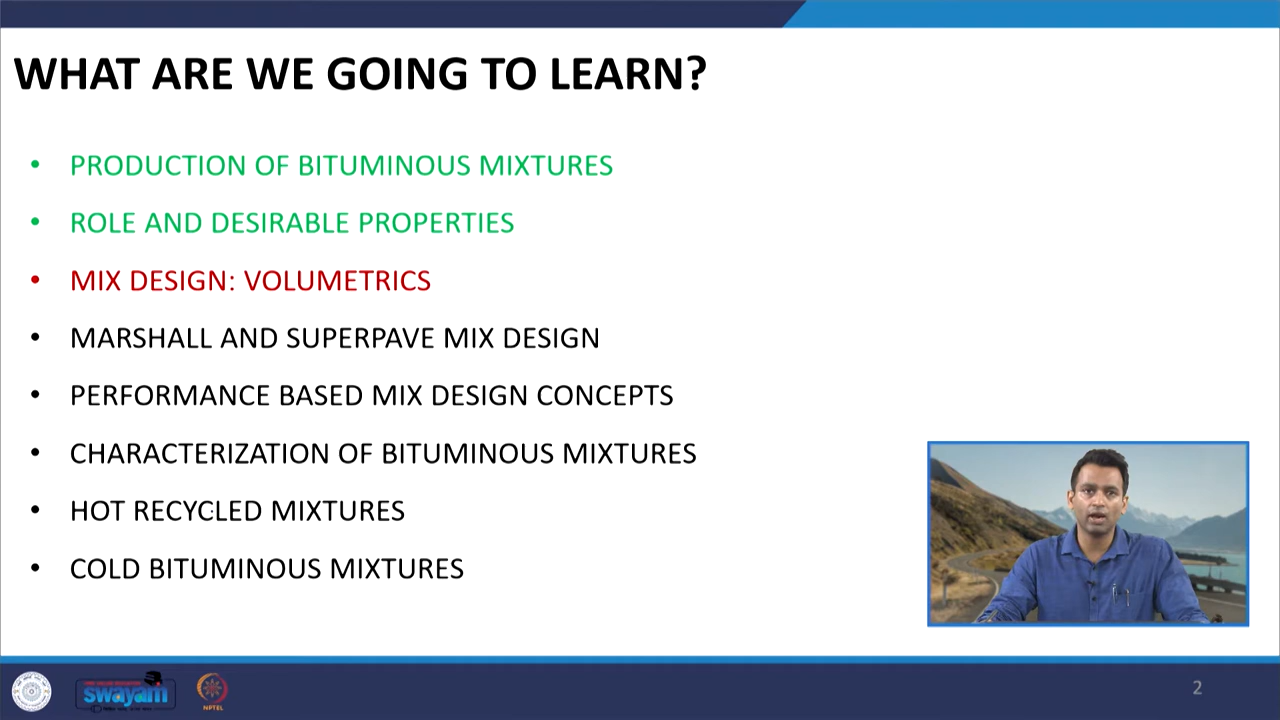 WHAT ARE WE GOING TO LEARN?
• PRODUCTION OF BITUMINOUS MIXTURES
• ROLE AND DESIRABLE PROPERTIES
• MIX DESIGN: VOLUMETRICS
• MARSHALL AND SUPERPAVE MIX DESIGN
• PERFORMANCE BASED MIX DESIGN CONCEPTS
• CHARACTERIZATION OF BITUMINOUS MIXTURES
• HOT RECYCLED MIXTURES
• COLD BITUMINOUS MIXTURES
swayam
NPTEL
2